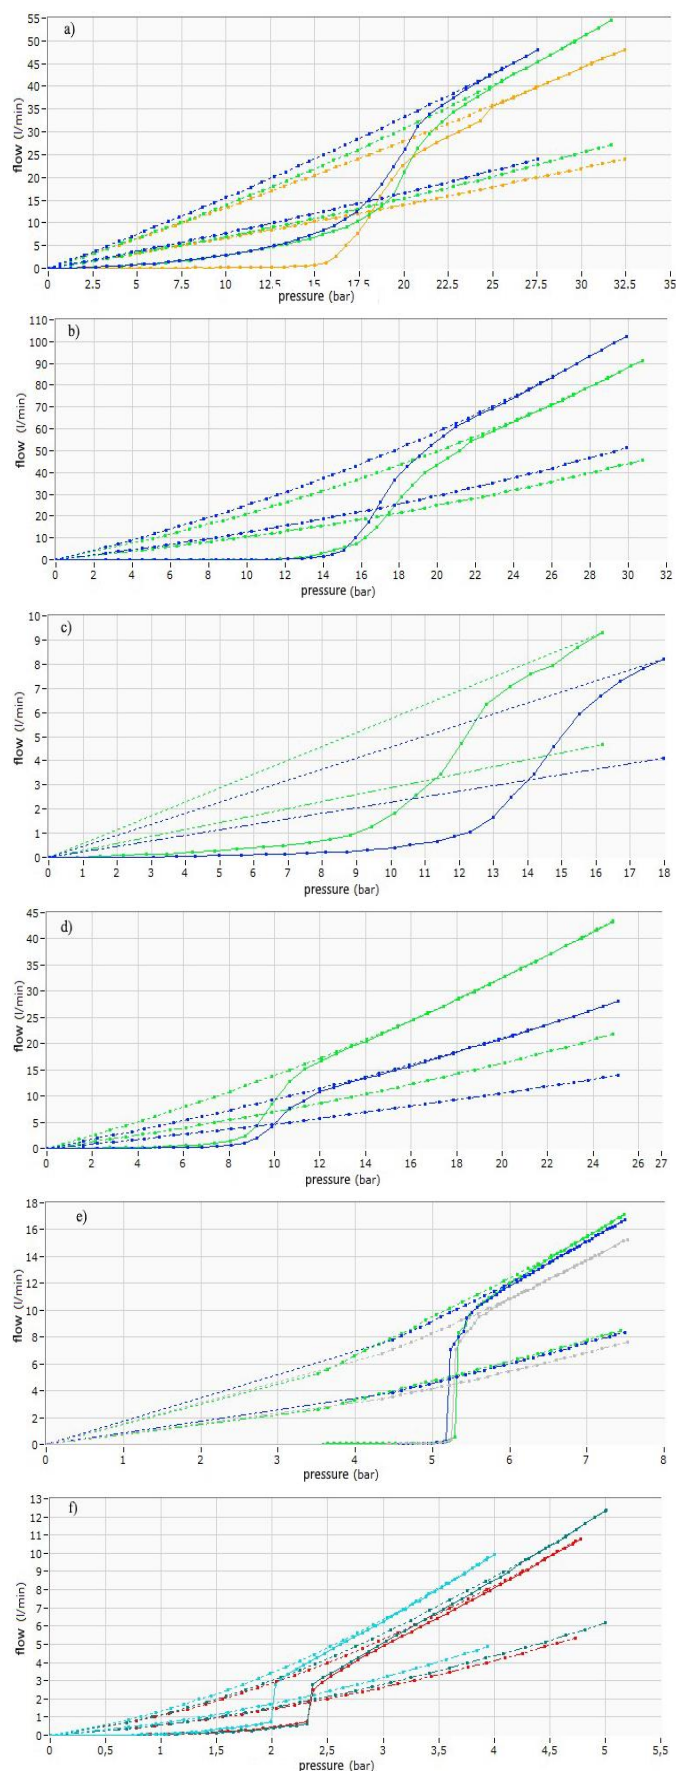 a)
flow (l/min)
55
50
45
40
35
30
25
20
15
10
5
0
0 2.5 5 7.5 10 12.5 15 17.5 20 22.5 25 27.5 30 32.5 35
pressure (bar)
b)
flow (l/min)
110
100
90
80
70
60
50
40
30
20
10
0
0 2 4 6 8 10 12 14 16 18 20 22 24 26 28 30 32
pressure (bar)
c)
flow (l/min)
10
9
8
7
6
5
4
3
2
1
0
0 1 2 3 4 5 6 7 8 9 10 11 12 13 14 15 16 17 18
pressure (bar)
d)
flow (l/min)
45
40
35
30
25
20
15
10
5
0
0 2 4 6 8 10 12 14 16 18 20 22 24 26 27
pressure (bar)
e)
flow (l/min)
18
16
14
12
10
8
6
4
2
0
0 1 2 3 4 5 6 7 8
pressure (bar)
f)
flow (l/min)
13
12
11
10
9
8
7
6
5
4
3
2
1
0
0 0,5 1 1,5 2 2,5 3 3,5 4 4,5 5 5,5
pressure (bar)